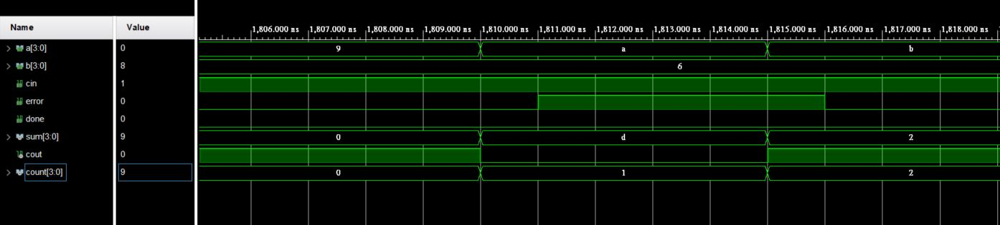 Name Value
1,806.000 ns 1,807.000 ns 1,808.000 ns 1,809.000 ns 1,810.000 ns 1,811.000 ns 1,812.000 ns 1,813.000 ns 1,814.000 ns 1,815.000 ns 1,816.000 ns 1,817.000 ns 1,818.000 ns
a[3:0] 0 9 a b
b[3:0] 8 6
cin 1
error 0
done 0
sum[3:0] 9 0 d 2
cout 0
count[3:0] 9 0 1 2